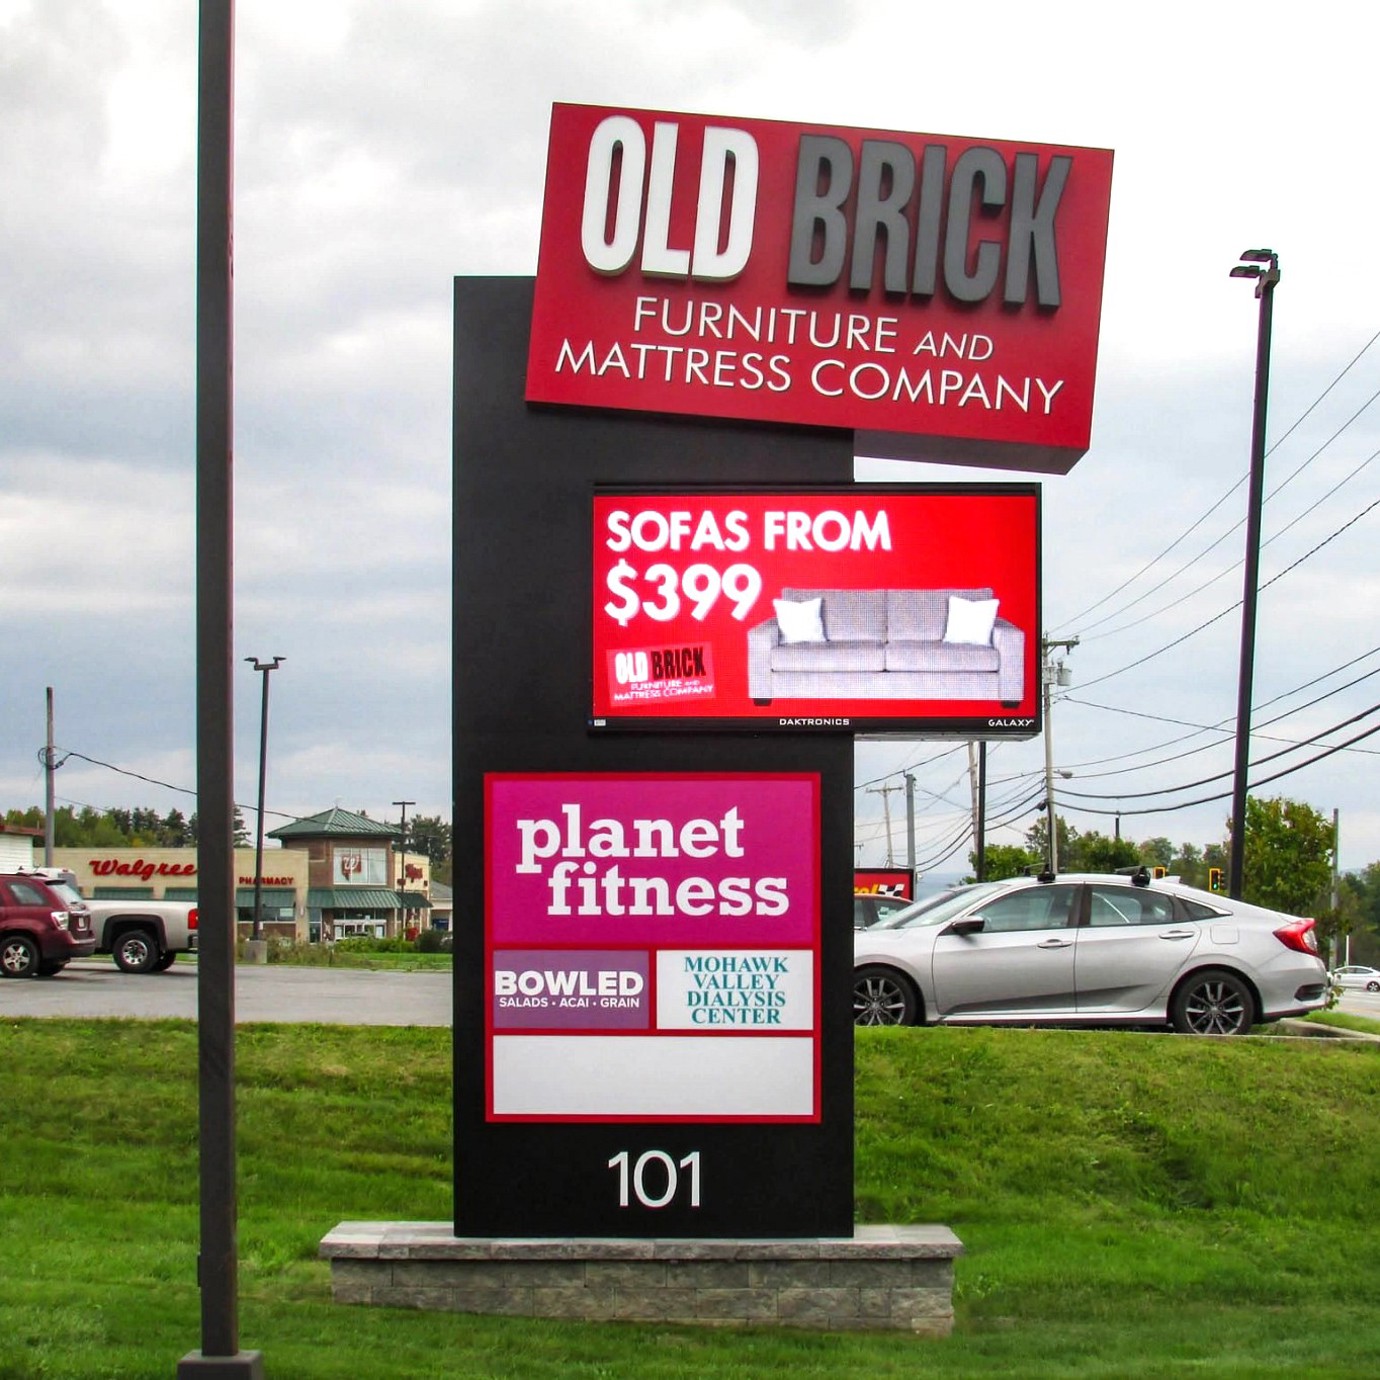 OLD BRICK
FURNITURE AND
MATTRESS COMPANY
SOFAS FROM
$399
OLD BRICK
FURNITURE AND
MATTRESS COMPANY
DAKTRONICS
GALAXY
planet
fitness
BOWLED
SALADS • ACAI • GRAIN
MOHAWK
VALLEY
DIALYSIS
CENTER
101
Walgree
PHARMACY